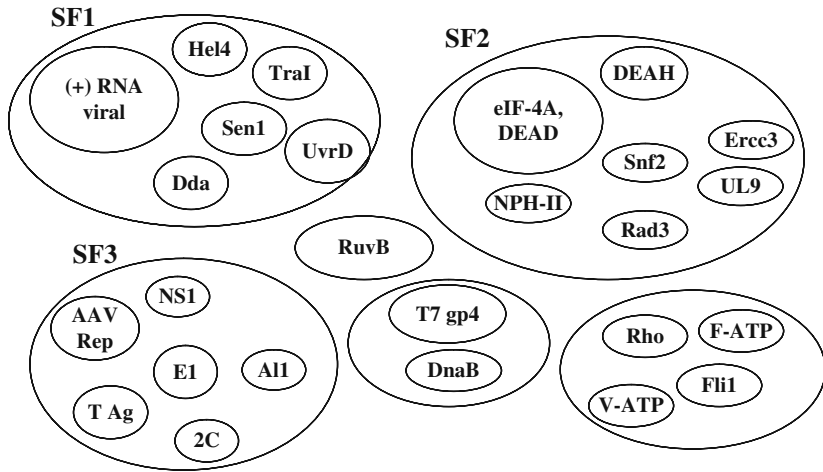 SF1
Hel4
(+) RNA
viral
TraI
Sen1
UvrD
Dda
SF2
DEAH
eIF-4A,
DEAD
Ercc3
Snf2
UL9
NPH-II
Rad3
RuvB
SF3
NS1
AAV
Rep
E1
Al1
T Ag
2C
T7 gp4
DnaB
Rho
F-ATP
Fli1
V-ATP